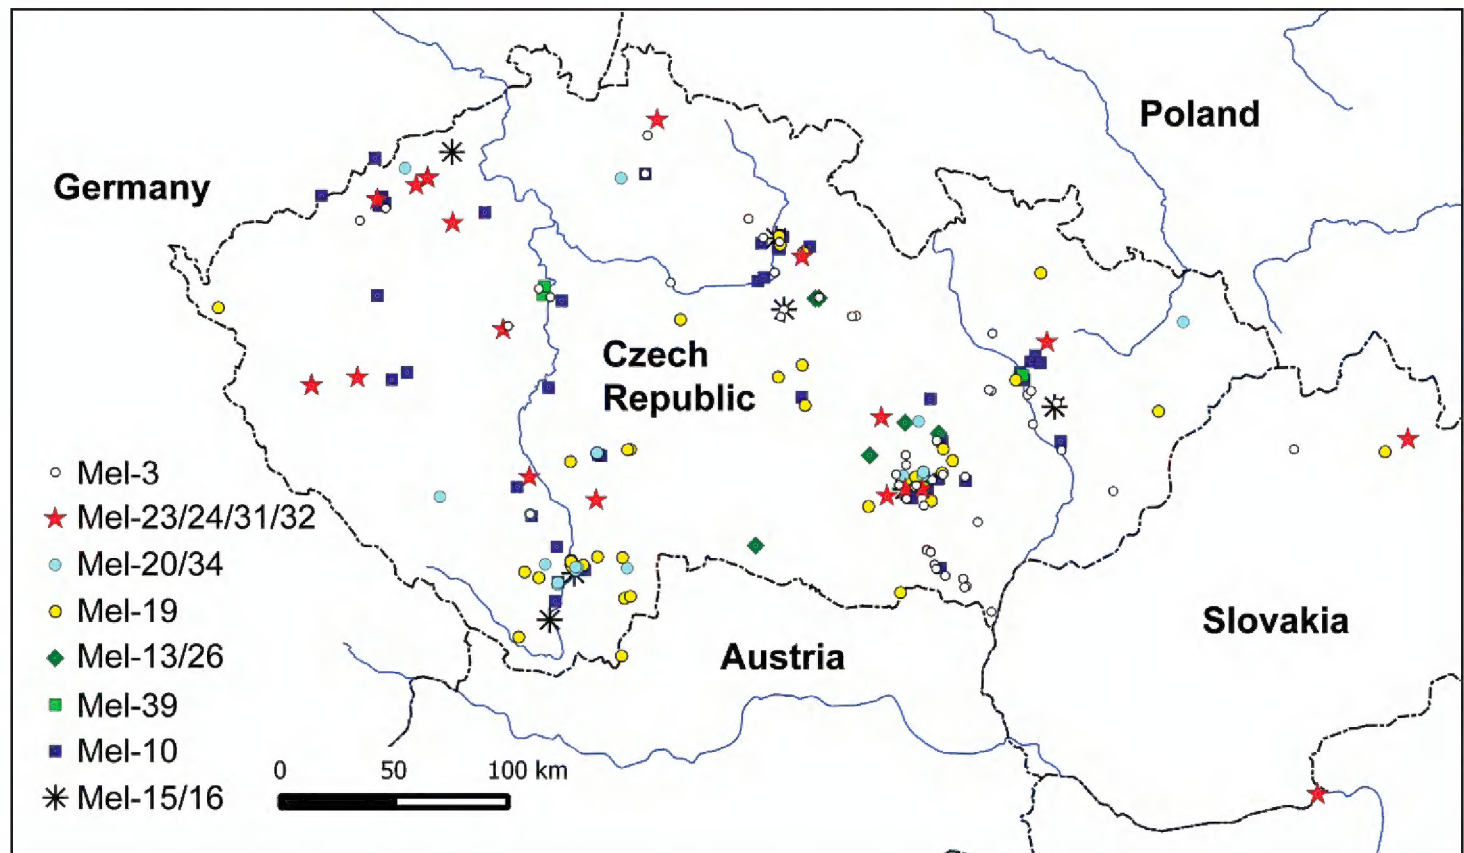 Poland
Germany
Czech
Republic
Mel-3
Mel-23/24/31/32
Mel-20/34
Mel-19
Mel-13/26
Mel-39
Mel-10
Mel-15/16
Slovakia
Austria
0 50 100 km